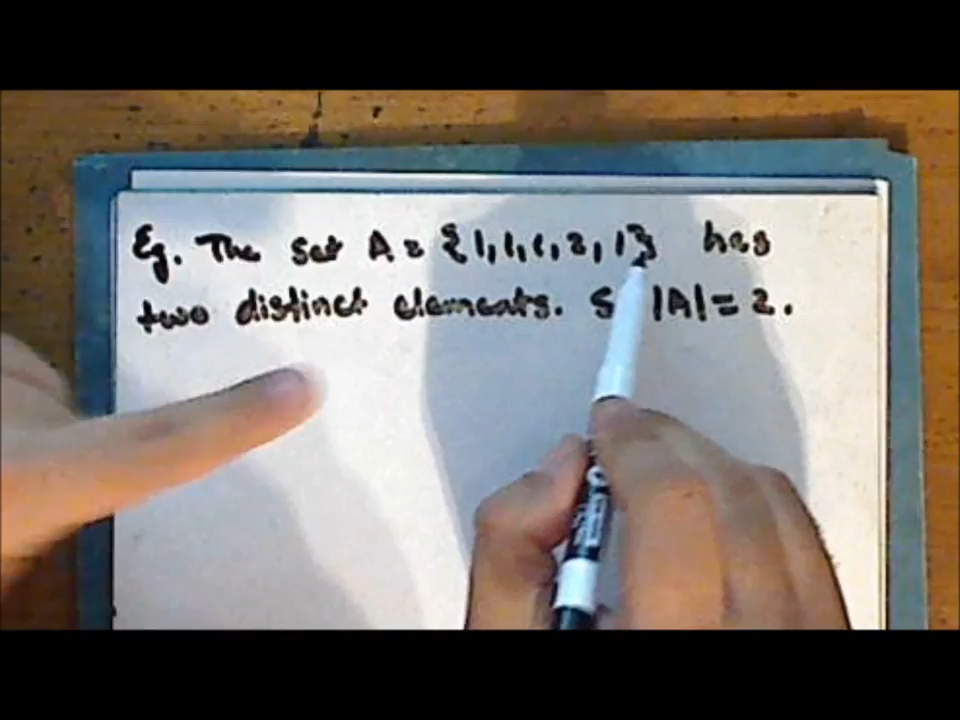 Eg. The set A = {1,1,1,2,1} has
two distinct elements. S |A| = 2.